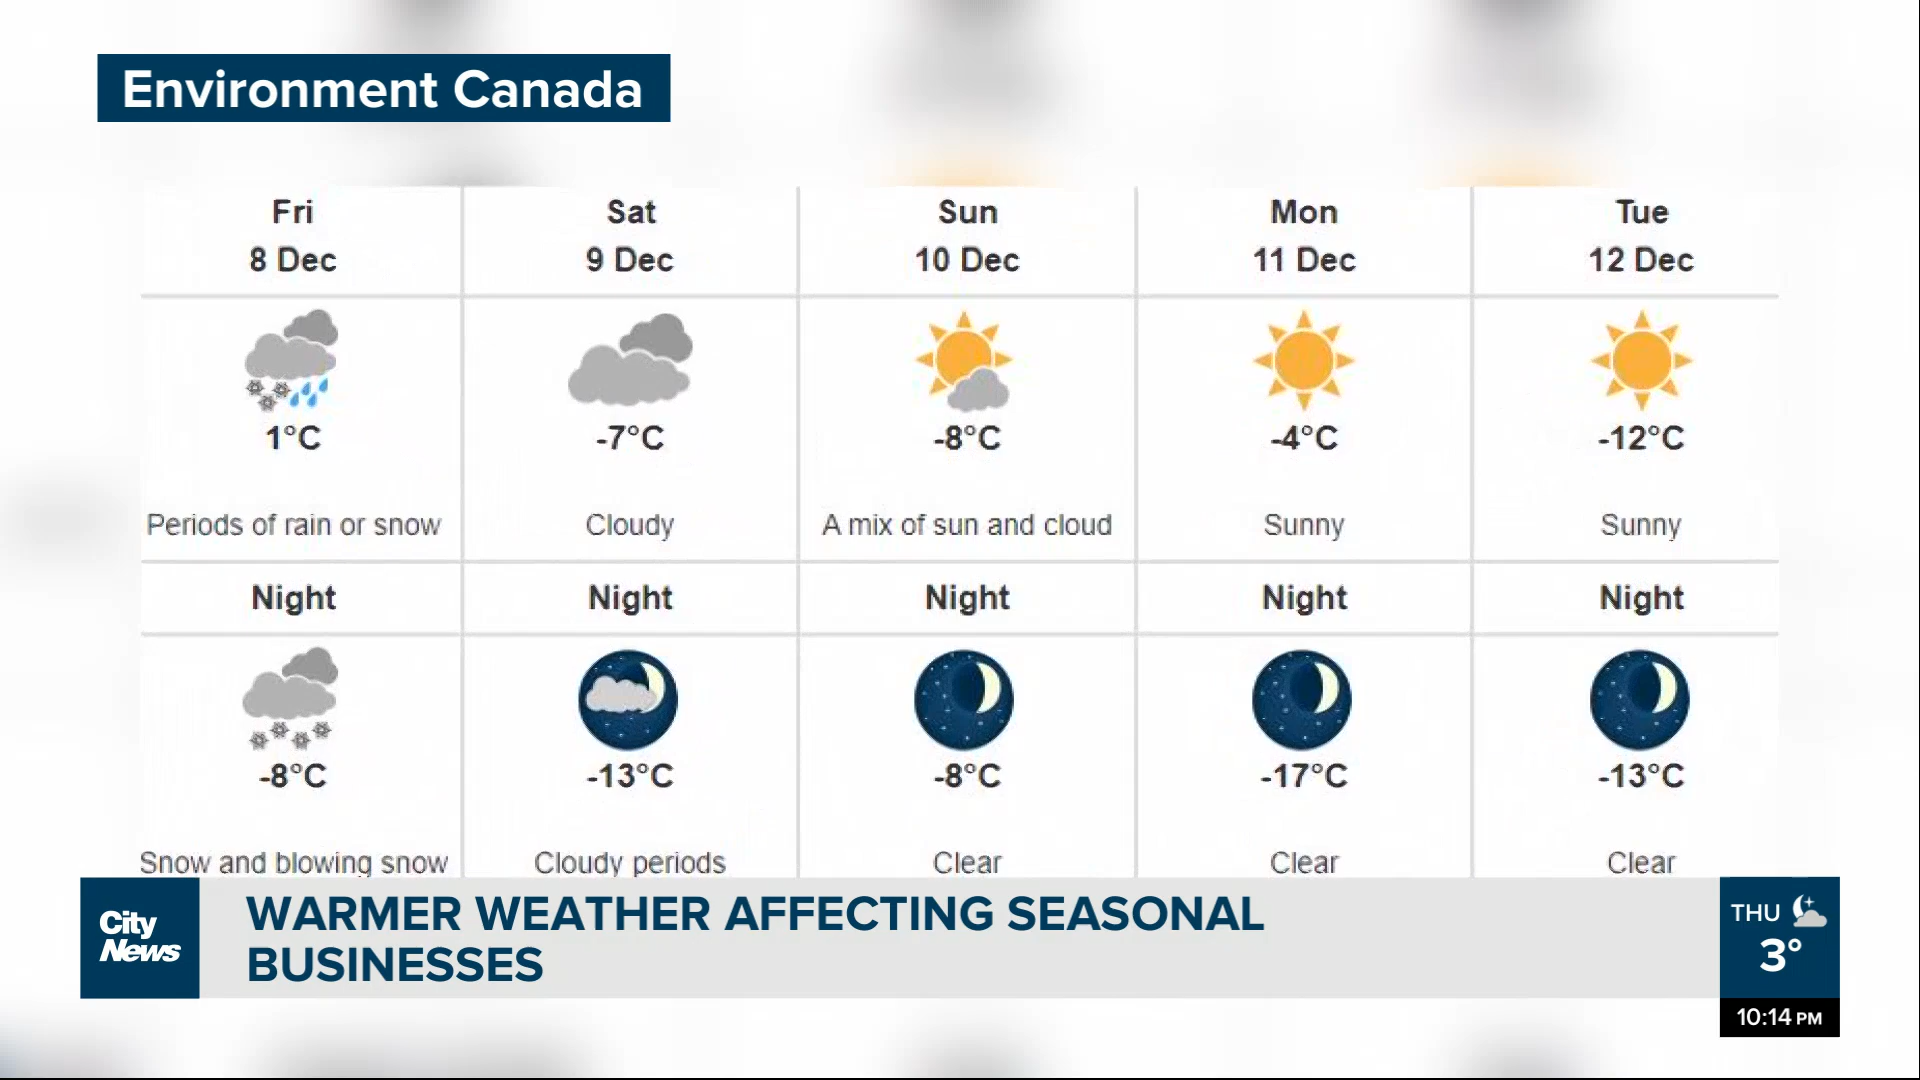 Environment Canada
Fri
8 Dec
Sat
9 Dec
Sun
10 Dec
Mon
11 Dec
Tue
12 Dec
1°C
-7°C
-8°C
-4°C
-12°C
Periods of rain or snow
Cloudy
A mix of sun and cloud
Sunny
Sunny
Night
Night
Night
Night
Night
-8°C
-13°C
-8°C
-17°C
-13°C
Snow and blowing snow
Cloudy periods
Clear
Clear
Clear
City
News
WARMER WEATHER AFFECTING SEASONAL
BUSINESSES
THU
3°
10:14 PM